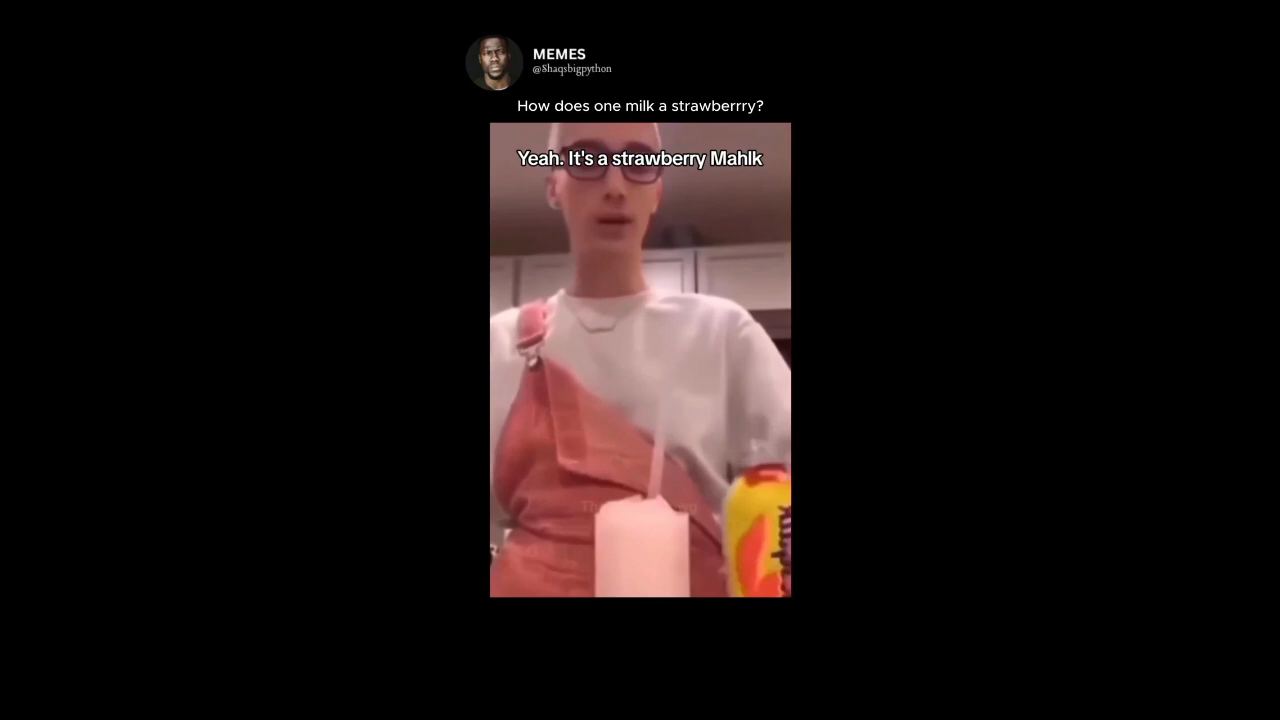 MEMES
@Shaqsbigpython
How does one milk a strawberrry?
Yeah. It's a strawberry Mahlk